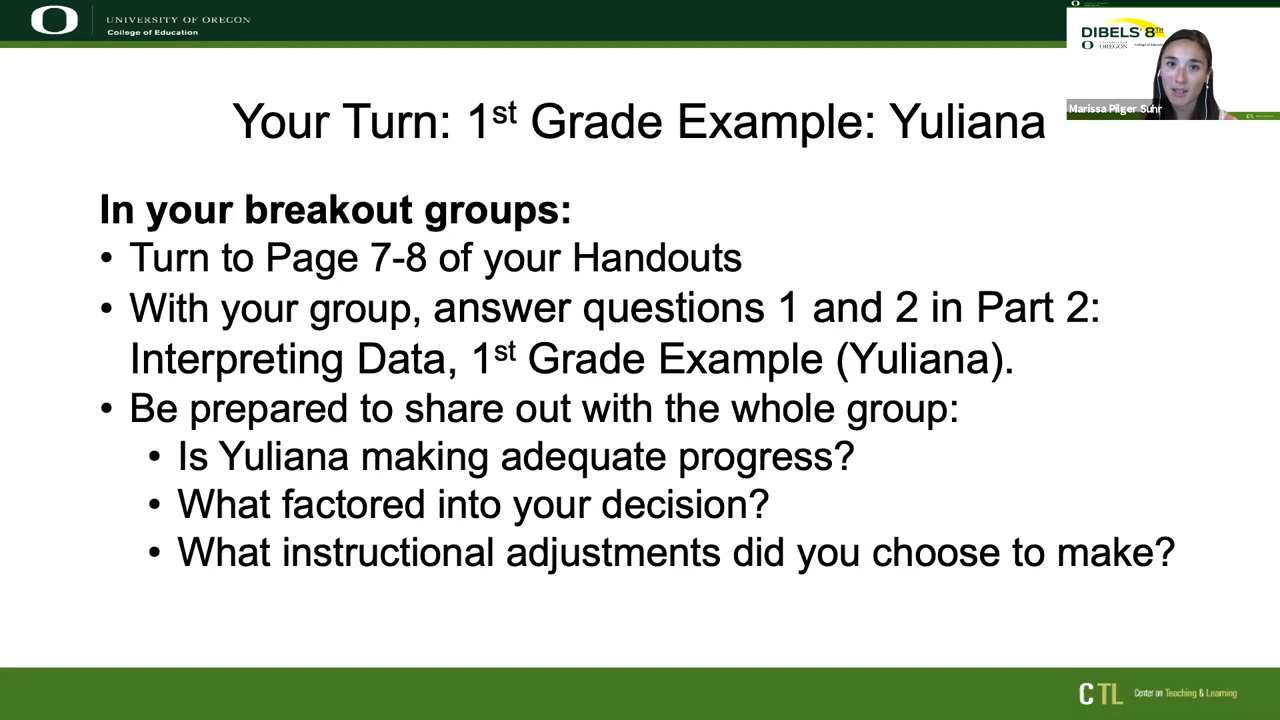 UNIVERSITY OF OREGON
College of Education
DIBELS 8TH
OREGON
Marissa Pilger Suhr
Your Turn: 1st Grade Example: Yuliana
In your breakout groups:
• Turn to Page 7-8 of your Handouts
• With your group, answer questions 1 and 2 in Part 2:
Interpreting Data, 1st Grade Example (Yuliana).
• Be prepared to share out with the whole group:
• Is Yuliana making adequate progress?
• What factored into your decision?
• What instructional adjustments did you choose to make?
CTL Center on Teaching & Learning